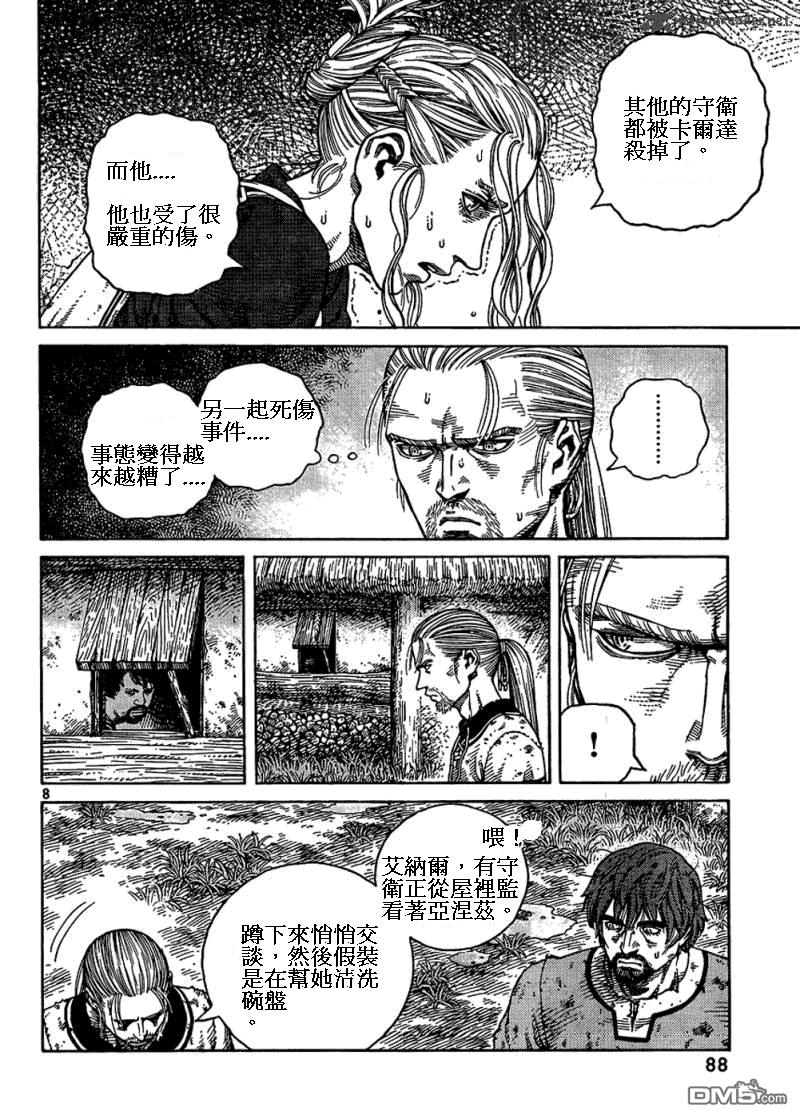 其他的守衛
都被卡爾達
殺掉了。
而他....
他也受了很
嚴重的傷。
………
另一起死傷
事件....
事態變得越
來越糟了....
！
8
喂！
艾納爾，有守
衛正從屋裡監
看著亞涅茲。
蹲下來悄悄交
談，然後假裝
是在幫她洁洗
碗盤
。
88
DM5.com